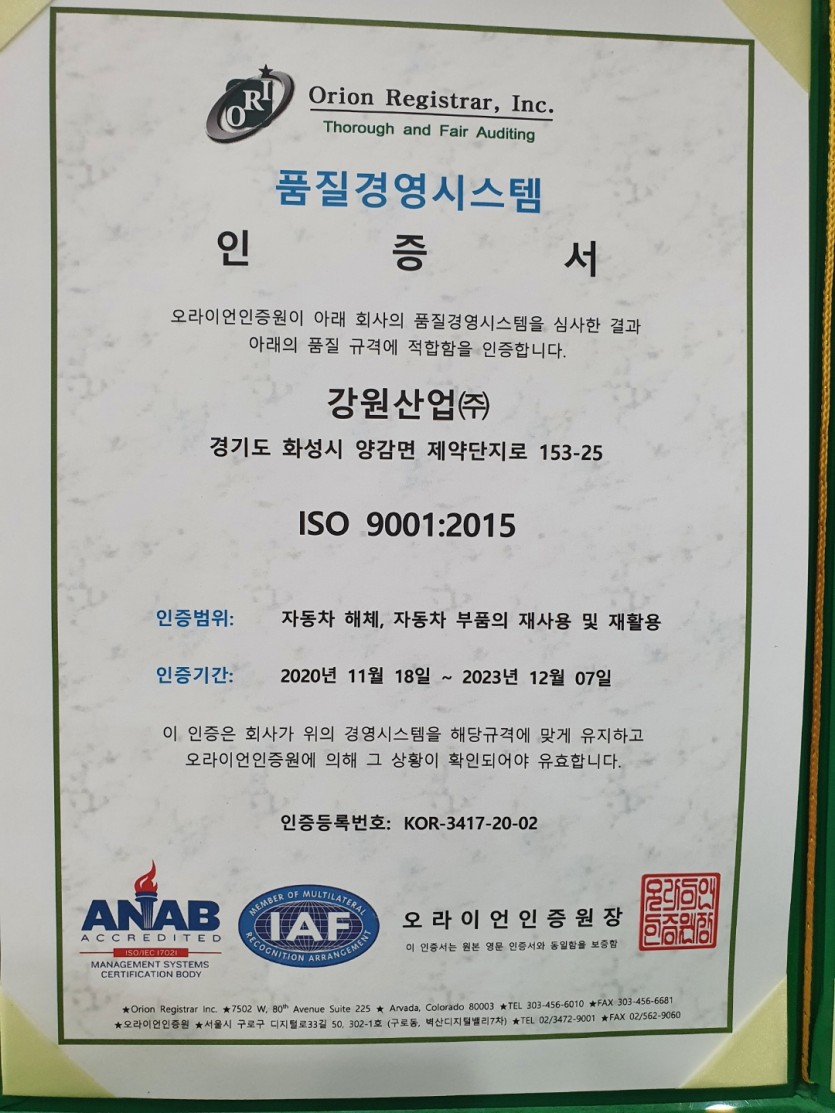 ORI
Orion Registrar, Inc.
Thorough and Fair Auditing
품질경영시스템
인 증 서
오라이언인증원이 아래 회사의 품질경영시스템을 심사한 결과
아래의 품질 규격에 적합함을 인증합니다.
강원산업㈜
경기도 화성시 양감면 제약단지로 153-25
ISO 9001:2015
인증범위: 자동차 해체, 자동차 부품의 재사용 및 재활용
인증기간: 2020년 11월 18일 ~ 2023년 12월 07일
이 인증은 회사가 위의 경영시스템을 해당규격에 맞게 유지하고
오라이언인증원에 의해 그 상황이 확인되어야 유효합니다.
인증등록번호: KOR-3417-20-02
ANAB
ACCREDITED
ISO/IEC 17021
MANAGEMENT SYSTEMS
CERTIFICATION BODY
MEMBER OF MULTILATERAL
IAF
RECOGNITION ARRANGEMENT
오라이언인증원장
이 인증서는 원본 영문 인증서와 동일함을 보증함
★Orion Registrar Inc. ★7502 W, 80th Avenue Suite 225 ★ Arvada, Colorado 80003 ★TEL 303-456-6010 ★FAX 303-456-6681
★오라이언인증원 ★서울시 구로구 디지털로33길 50, 302-1호 (구로동, 벽산디지털밸리7차) ★TEL 02/3472-9001 ★FAX 02/562-9060